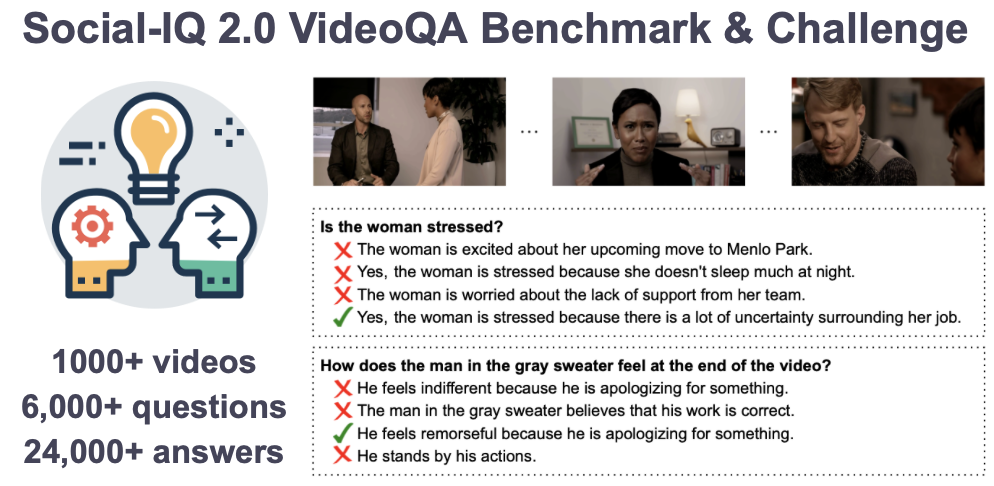 Social-IQ 2.0 VideoQA Benchmark & Challenge
... ...
1000+ videos
6,000+ questions
24,000+ answers
Is the woman stressed?
The woman is excited about her upcoming move to Menlo Park.
Yes, the woman is stressed because she doesn't sleep much at night.
The woman is worried about the lack of support from her team.
Yes, the woman is stressed because there is a lot of uncertainty surrounding her job.
How does the man in the gray sweater feel at the end of the video?
He feels indifferent because he is apologizing for something.
The man in the gray sweater believes that his work is correct.
He feels remorseful because he is apologizing for something.
He stands by his actions.